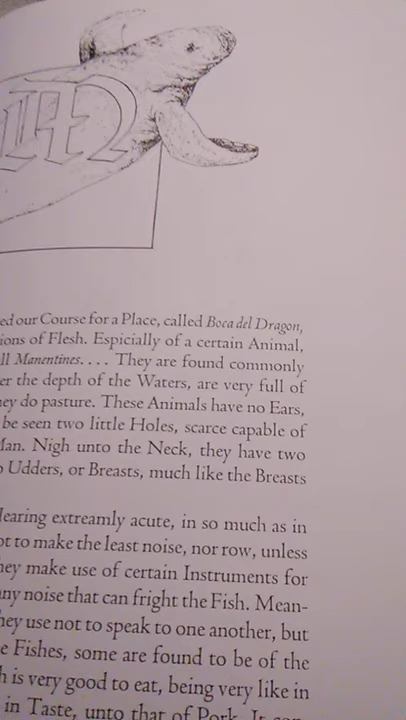 M
ed our Course for a Place, called Boca del Dragon,
ions of Flesh. Espicially of a certain Animal,
ll Manentines. . . . They are found commonly
er the depth of the Waters, are very full of
ey do pasture. These Animals have no Ears,
be seen two little Holes, scarce capable of
Man. Nigh unto the Neck, they have two
o Udders, or Breasts, much like the Breasts
Hearing extreamly acute, in so much as in
ot to make the least noise, nor row, unless
hey make use of certain Instruments for
any noise that can fright the Fish. Mean-
hey use not to speak to one another, but
e Fishes, some are found to be of the
h is very good to eat, being very like in
in Taste, unto that of Pork. It